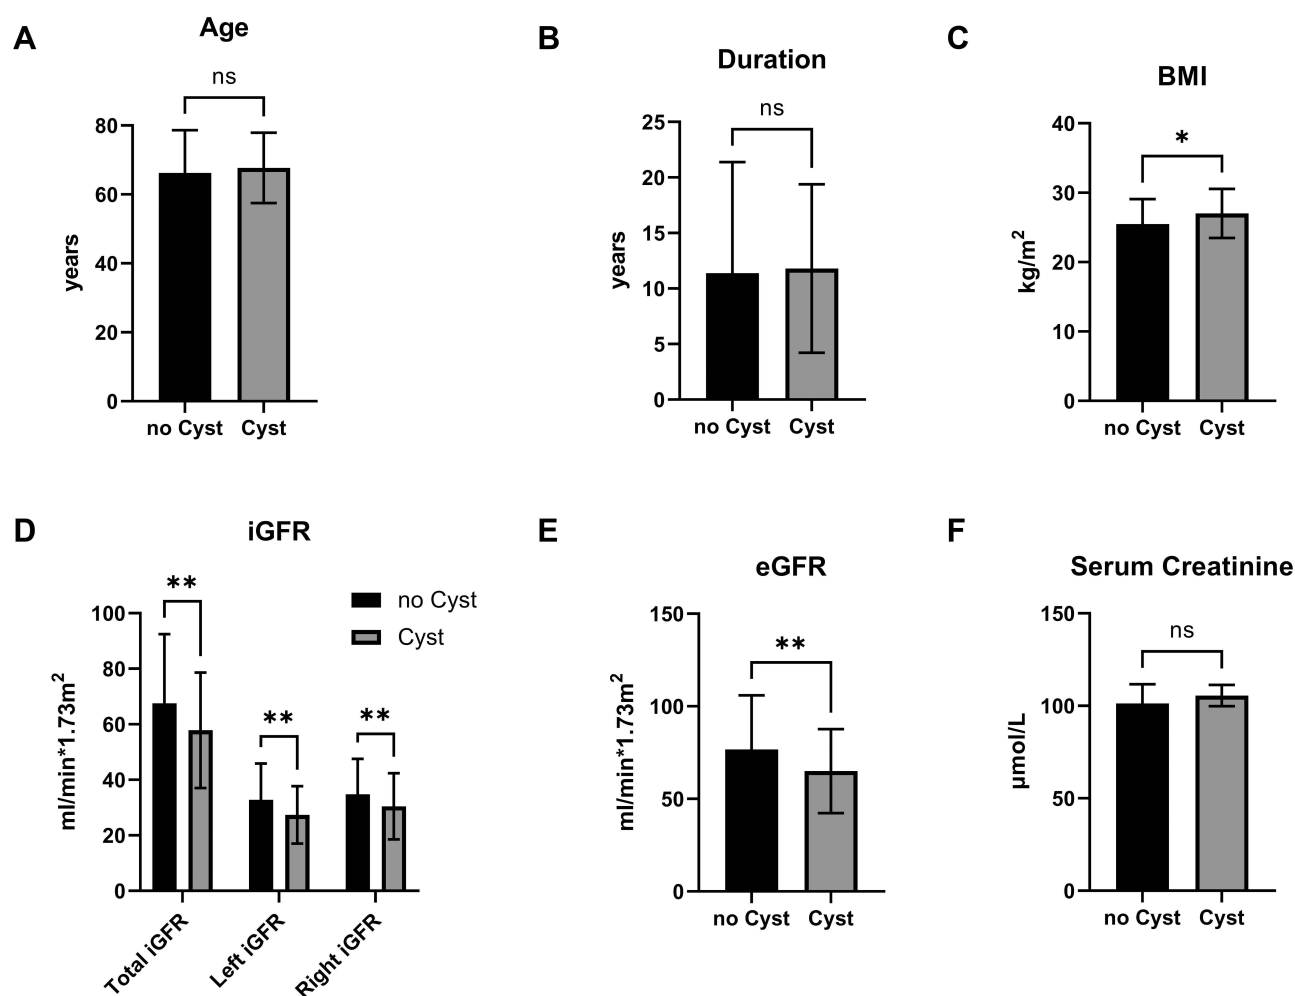 A
Age
ns
80
60
40
20
0
years
no Cyst
Cyst
B
Duration
ns
25
20
15
10
5
0
years
no Cyst
Cyst
C
BMI
*
40
30
20
10
0
kg/m²
no Cyst
Cyst
D
iGFR
**
**
**
no Cyst
Cyst
100
80
60
40
20
0
ml/min*1.73m²
Total iGFR
Left iGFR
Right iGFR
E
eGFR
**
150
100
50
0
ml/min*1.73m²
no Cyst
Cyst
F
Serum Creatinine
ns
150
100
50
0
μmol/L
no Cyst
Cyst